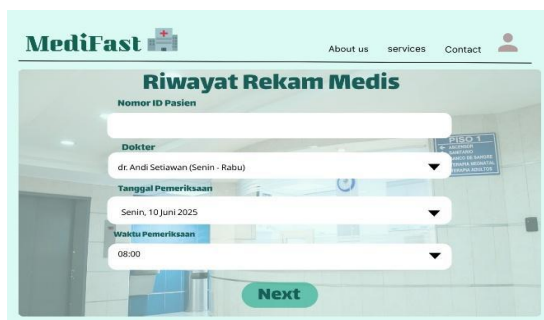 MediFast
About us services Contact
Riwayat Rekam Medis
Nomor ID Pasien
PISO 1
Dokter
dr. Andi Setiawan (Senin - Rabu)
Tanggal Pemeriksaan
Senin, 10 Juni 2025
Waktu Pemeriksaan
08:00
Next